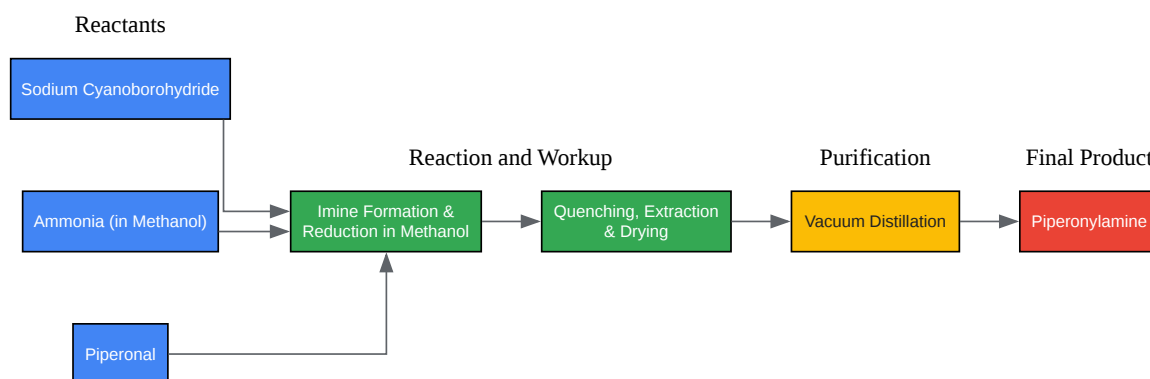 Reactants
Sodium Cyanoborohydride
Reaction and Workup
Purification
Final Product
Ammonia (in Methanol)
Imine Formation &
Reduction in Methanol
Quenching, Extraction
& Drying
Vacuum Distillation
Piperonylamine
Piperonal